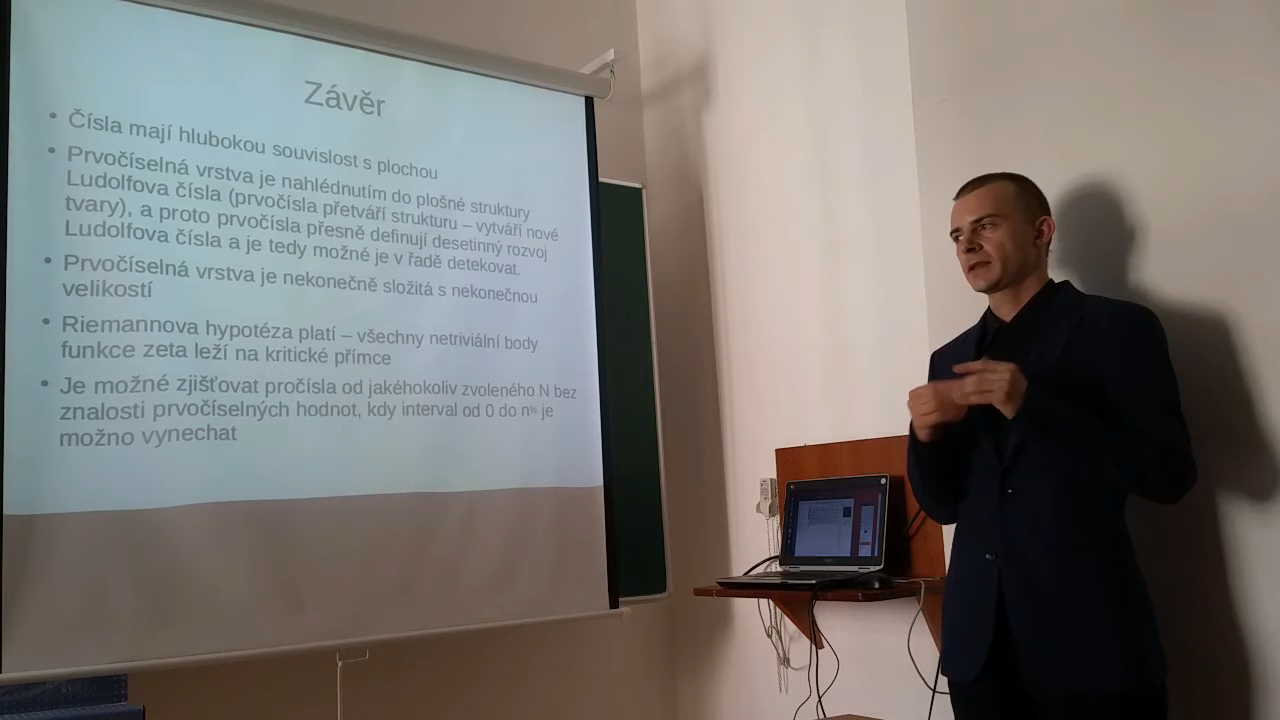 Závěr
• Čísla mají hlubokou souvislost s plochou
• Prvočíselná vrstva je nahlédnutím do plošné struktury
Ludolfova čísla (prvočísla přetváří strukturu – vytváří nové
tvary), a proto prvočísla přesně definují desetinný rozvoj
Ludolfova čísla a je tedy možné je v řadě detekovat.
• Prvočíselná vrstva je nekonečně složitá s nekonečnou
velikostí
• Riemannova hypotéza platí – všechny netriviální body
funkce zeta leží na kritické přímce
• Je možné zjišťovat pročísla od jakéhokoliv zvoleného N bez
znalosti prvočíselných hodnot, kdy interval od 0 do n½ je
možno vynechat